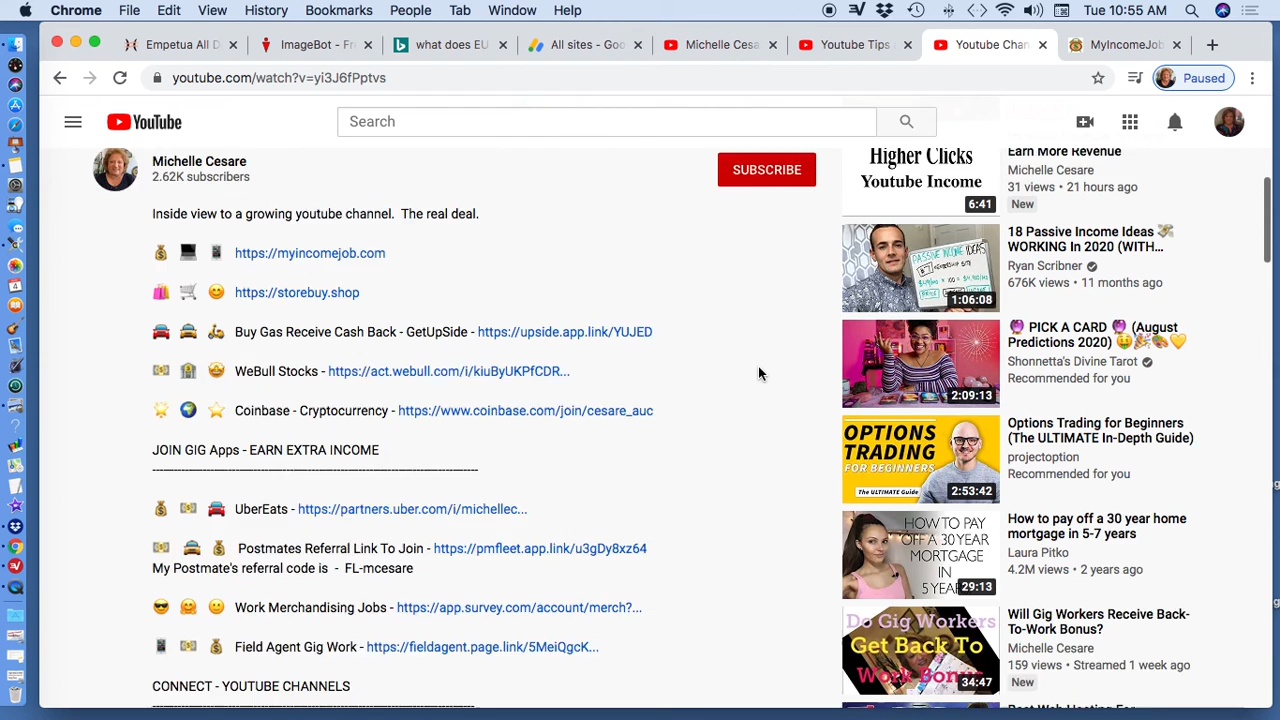 Chrome File Edit View History Bookmarks People Tab Window Help Tue 10:55 AM
Empetua All D ImageBot - Fr what does EU All sites - Goo Michelle Cesa Youtube Tips Youtube Chan MyIncomeJob
youtube.com/watch?v=yi3J6fPptvs Paused
YouTube Search
Michelle Cesare
2.62K subscribers
SUBSCRIBE
Inside view to a growing youtube channel. The real deal.
https://myincomejob.com
https://storebuy.shop
Buy Gas Receive Cash Back - GetUpSide - https://upside.app.link/YUJED
WeBull Stocks - https://act.webull.com/i/kiuByUKPfCDR...
Coinbase - Cryptocurrency - https://www.coinbase.com/join/cesare_auc
JOIN GIG Apps - EARN EXTRA INCOME
UberEats - https://partners.uber.com/i/michellec...
Postmates Referral Link To Join - https://pmfleet.app.link/u3gDy8xz64
My Postmate's referral code is - FL-mcesare
Work Merchandising Jobs - https://app.survey.com/account/merch?...
Field Agent Gig Work - https://fieldagent.page.link/5MeiQgcK...
CONNECT - YOUTUBE CHANNELS
Higher Clicks
Youtube Income
6:41
Earn More Revenue
Michelle Cesare
31 views • 21 hours ago
New
1:06:08
18 Passive Income Ideas
WORKING In 2020 (WITH...
Ryan Scribner
676K views • 11 months ago
2:09:13
PICK A CARD (August
Predictions 2020)
Shonnetta's Divine Tarot
Recommended for you
OPTIONS
TRADING
FOR BEGINNERS
The ULTIMATE Guide
2:53:42
Options Trading for Beginners
(The ULTIMATE In-Depth Guide)
projectoption
Recommended for you
HOW TO PAY
OFF A 30 YEAR
MORTGAGE
IN
5 YEA
29:13
How to pay off a 30 year home
mortgage in 5-7 years
Laura Pitko
4.2M views • 2 years ago
Do Gig Workers
Get Back To
Work Bonus
34:47
Will Gig Workers Receive Back-
To-Work Bonus?
Michelle Cesare
159 views • Streamed 1 week ago
New